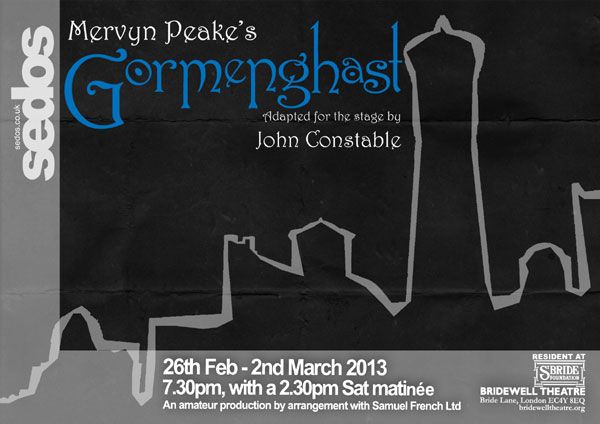 Mervyn Peake's
Gormenghast
Adapted for the stage by
John Constable
sedos
sedos.co.uk
26th Feb - 2nd March 2013
7.30pm, with a 2.30pm Sat matinée
An amateur production by arrangement with Samuel French Ltd
RESIDENT AT
ST BRIDE
FOUNDATION
BRIDEWELL THEATRE
Bride Lane, London EC4Y 8EQ
bridewelltheatre.org